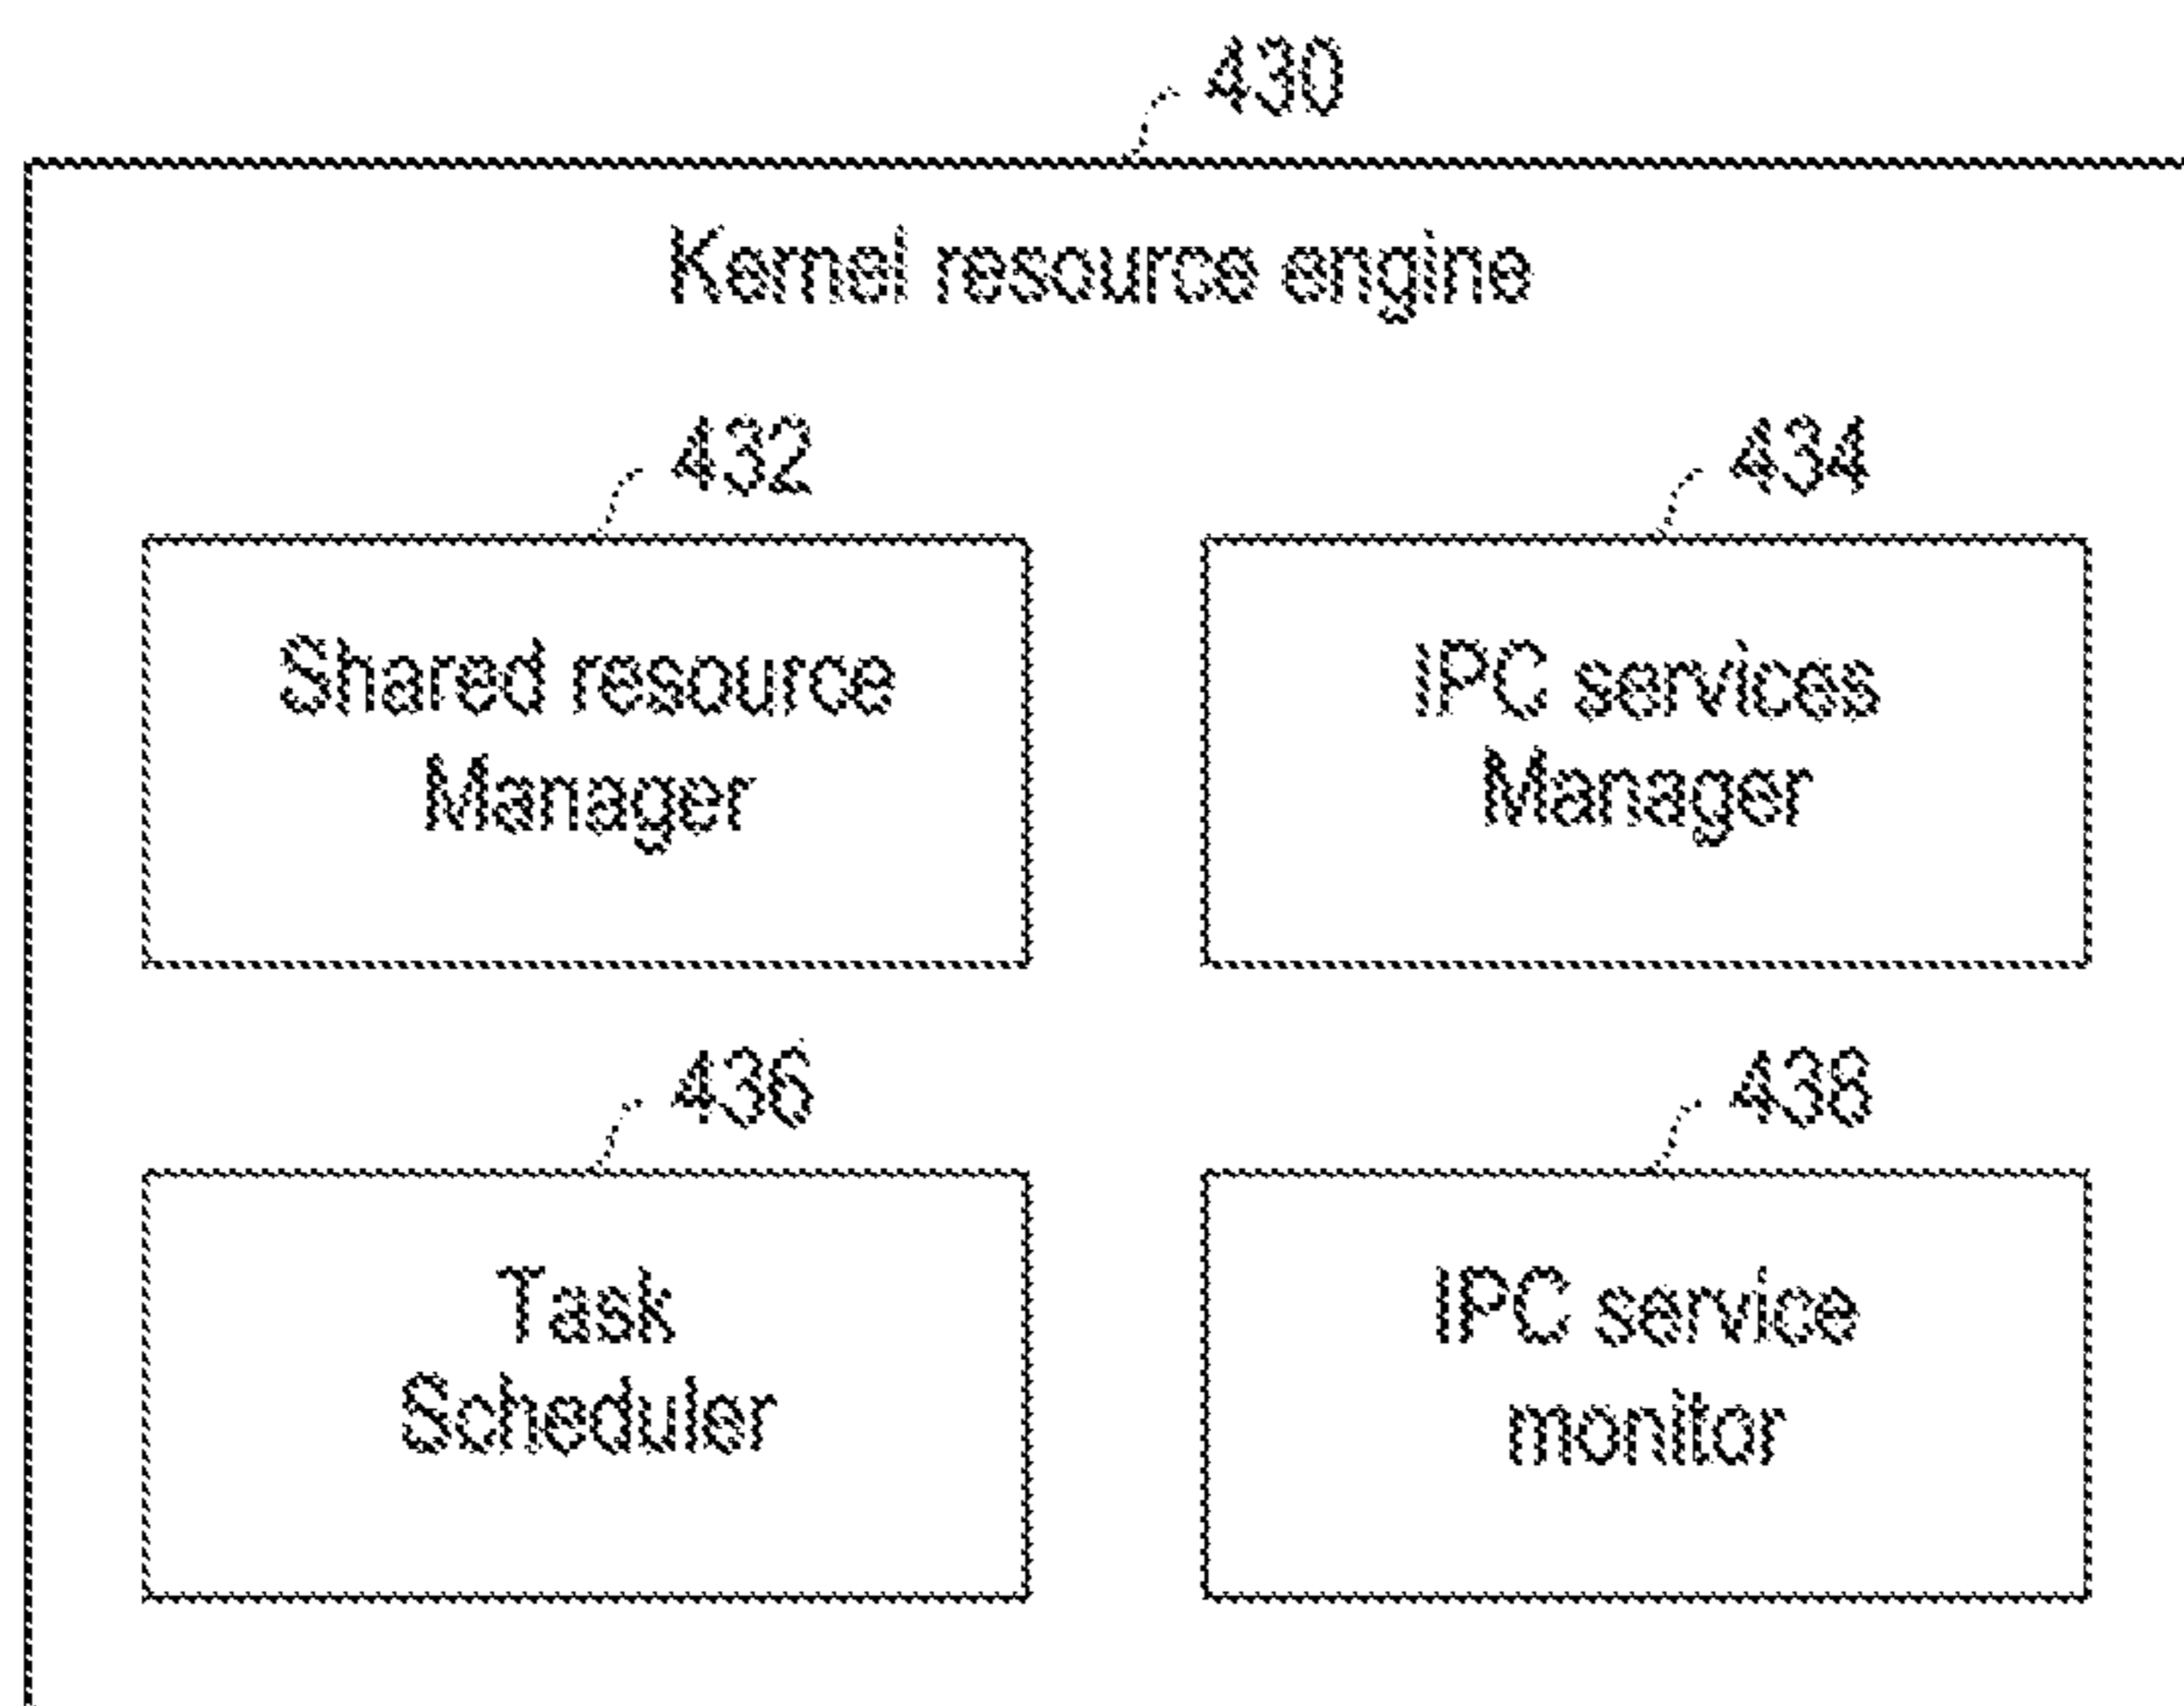 430
Kernel resource engine
432
434
Shared resource
Manager
IPC services
Manager
436
438
Task
Scheduler
IPC service
monitor